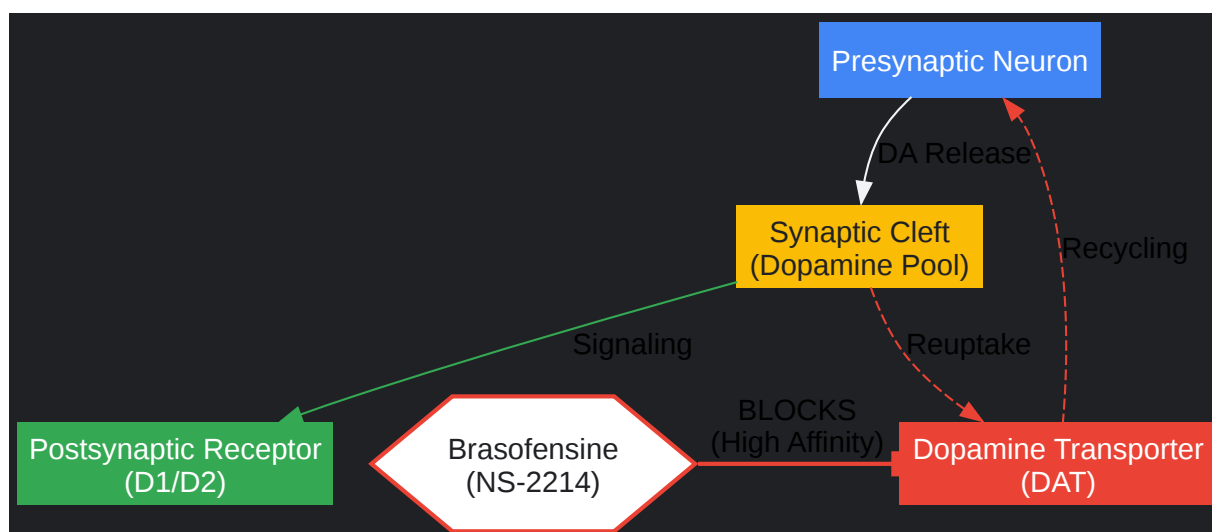 Presynaptic Neuron
DA Release
Synaptic Cleft
(Dopamine Pool)
Recycling
Signaling
Reuptake
BLOCKS
(High Affinity)
Postsynaptic Receptor
(D1/D2)
Brasofensine
(NS-2214)
Dopamine Transporter
(DAT)